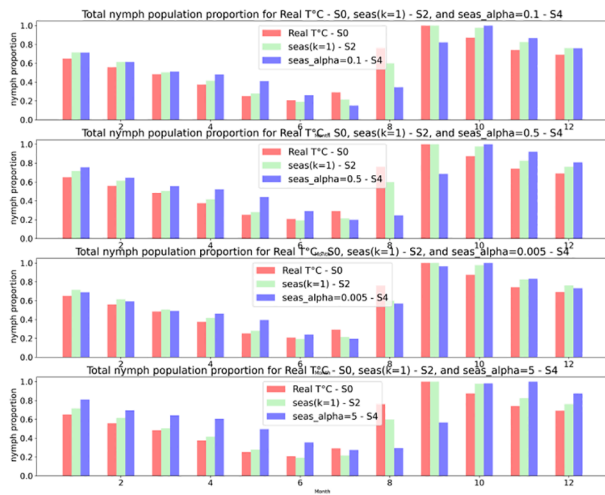 Total nymph population proportion for Real T°C - S0, seas(k=1) - S2, and seas_alpha=0.1 - S4
nymph proportion
1.0
0.8
0.6
0.4
0.2
0.0
Real T°C - S0
seas(k=1) - S2
seas_alpha=0.1 - S4
2
4
6
8
10
12
Total nymph population proportion for Real T°C - S0, seas(k=1) - S2, and seas_alpha=0.5 - S4
nymph proportion
1.0
0.8
0.6
0.4
0.2
0.0
Real T°C - S0
seas(k=1) - S2
seas_alpha=0.5 - S4
2
4
6
8
10
12
Total nymph population proportion for Real T°C - S0, seas(k=1) - S2, and seas_alpha=0.005 - S4
nymph proportion
1.0
0.8
0.6
0.4
0.2
0.0
Real T°C - S0
seas(k=1) - S2
seas_alpha=0.005 - S4
2
4
6
8
10
12
Total nymph population proportion for Real T°C - S0, seas(k=1) - S2, and seas_alpha=5 - S4
nymph proportion
1.0
0.8
0.6
0.4
0.2
0.0
Real T°C - S0
seas(k=1) - S2
seas_alpha=5 - S4
2
4
6
8
10
12
Month